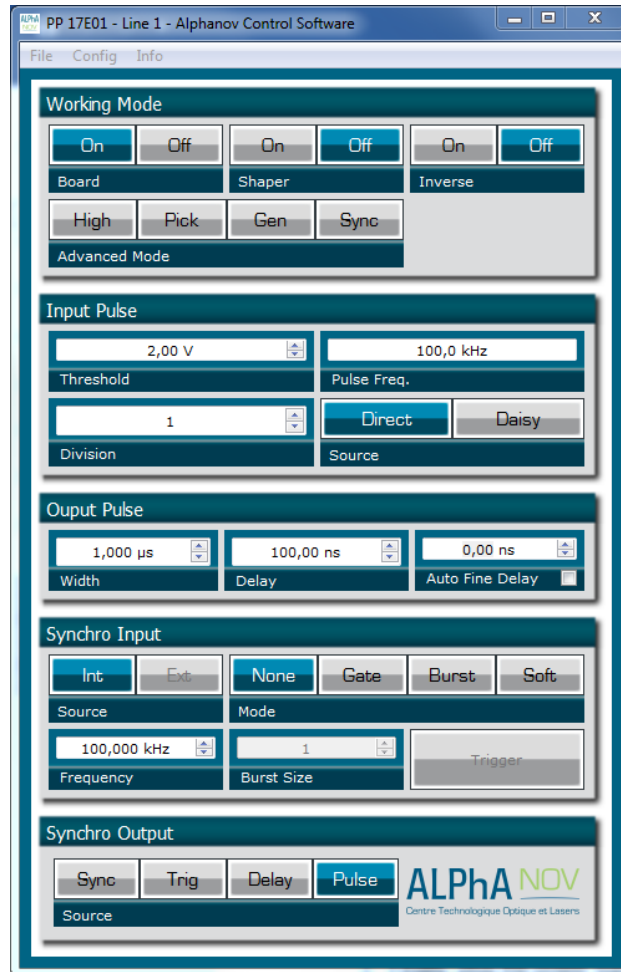 ALPhA NOV PP 17E01 - Line 1 - Alphanov Control Software
File Config Info
Working Mode
On Off On Off On Off
Board Shaper Inverse
High Pick Gen Sync
Advanced Mode
Input Pulse
2,00 V 100,0 kHz
Threshold Pulse Freq.
1 Direct Daisy
Division Source
Ouput Pulse
1,000 µs 100,00 ns 0,00 ns
Width Delay Auto Fine Delay
Synchro Input
Int Ext None Gate Burst Soft
Source Mode
100,000 kHz 1 Trigger
Frequency Burst Size
Synchro Output
Sync Trig Delay Pulse ALPhA NOV
Source Centre Technologique Optique et Lasers